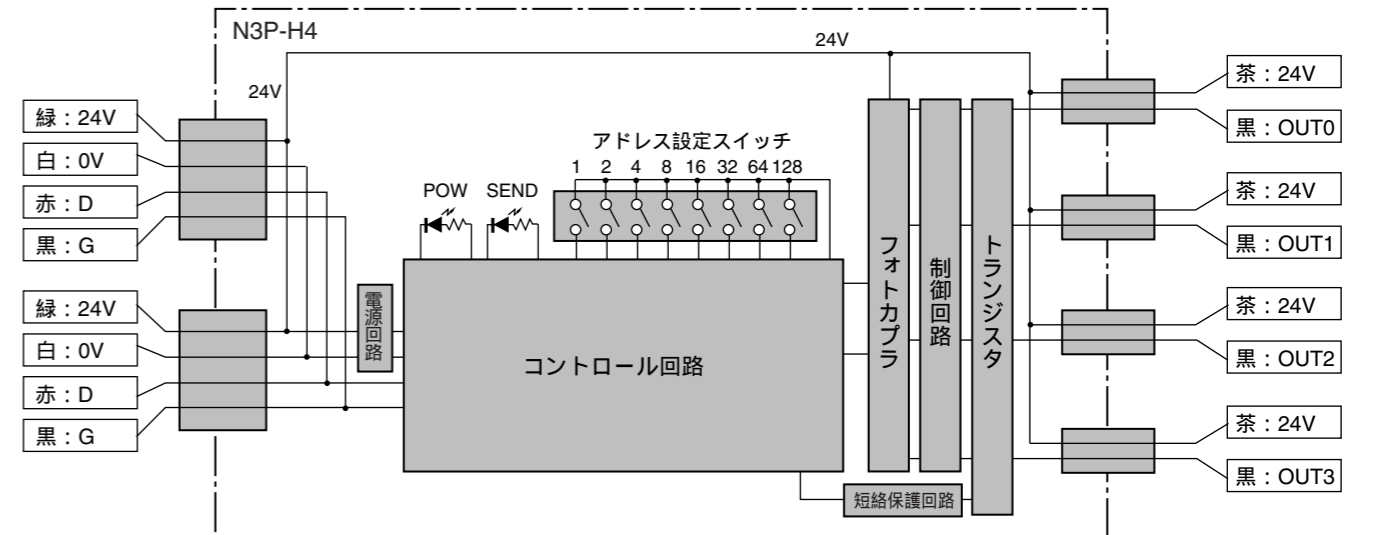 N3P-H4
24V
24V
緑：24V
白：0V
赤：D
黒：G
緑：24V
白：0V
赤：D
黒：G
アドレス設定スイッチ
1 2 4 8 16 32 64 128
POW SEND
電源回路
コントロール回路
フォトカプラ
制御回路
トランジスタ
短絡保護回路
茶：24V
黒：OUT0
茶：24V
黒：OUT1
茶：24V
黒：OUT2
茶：24V
黒：OUT3